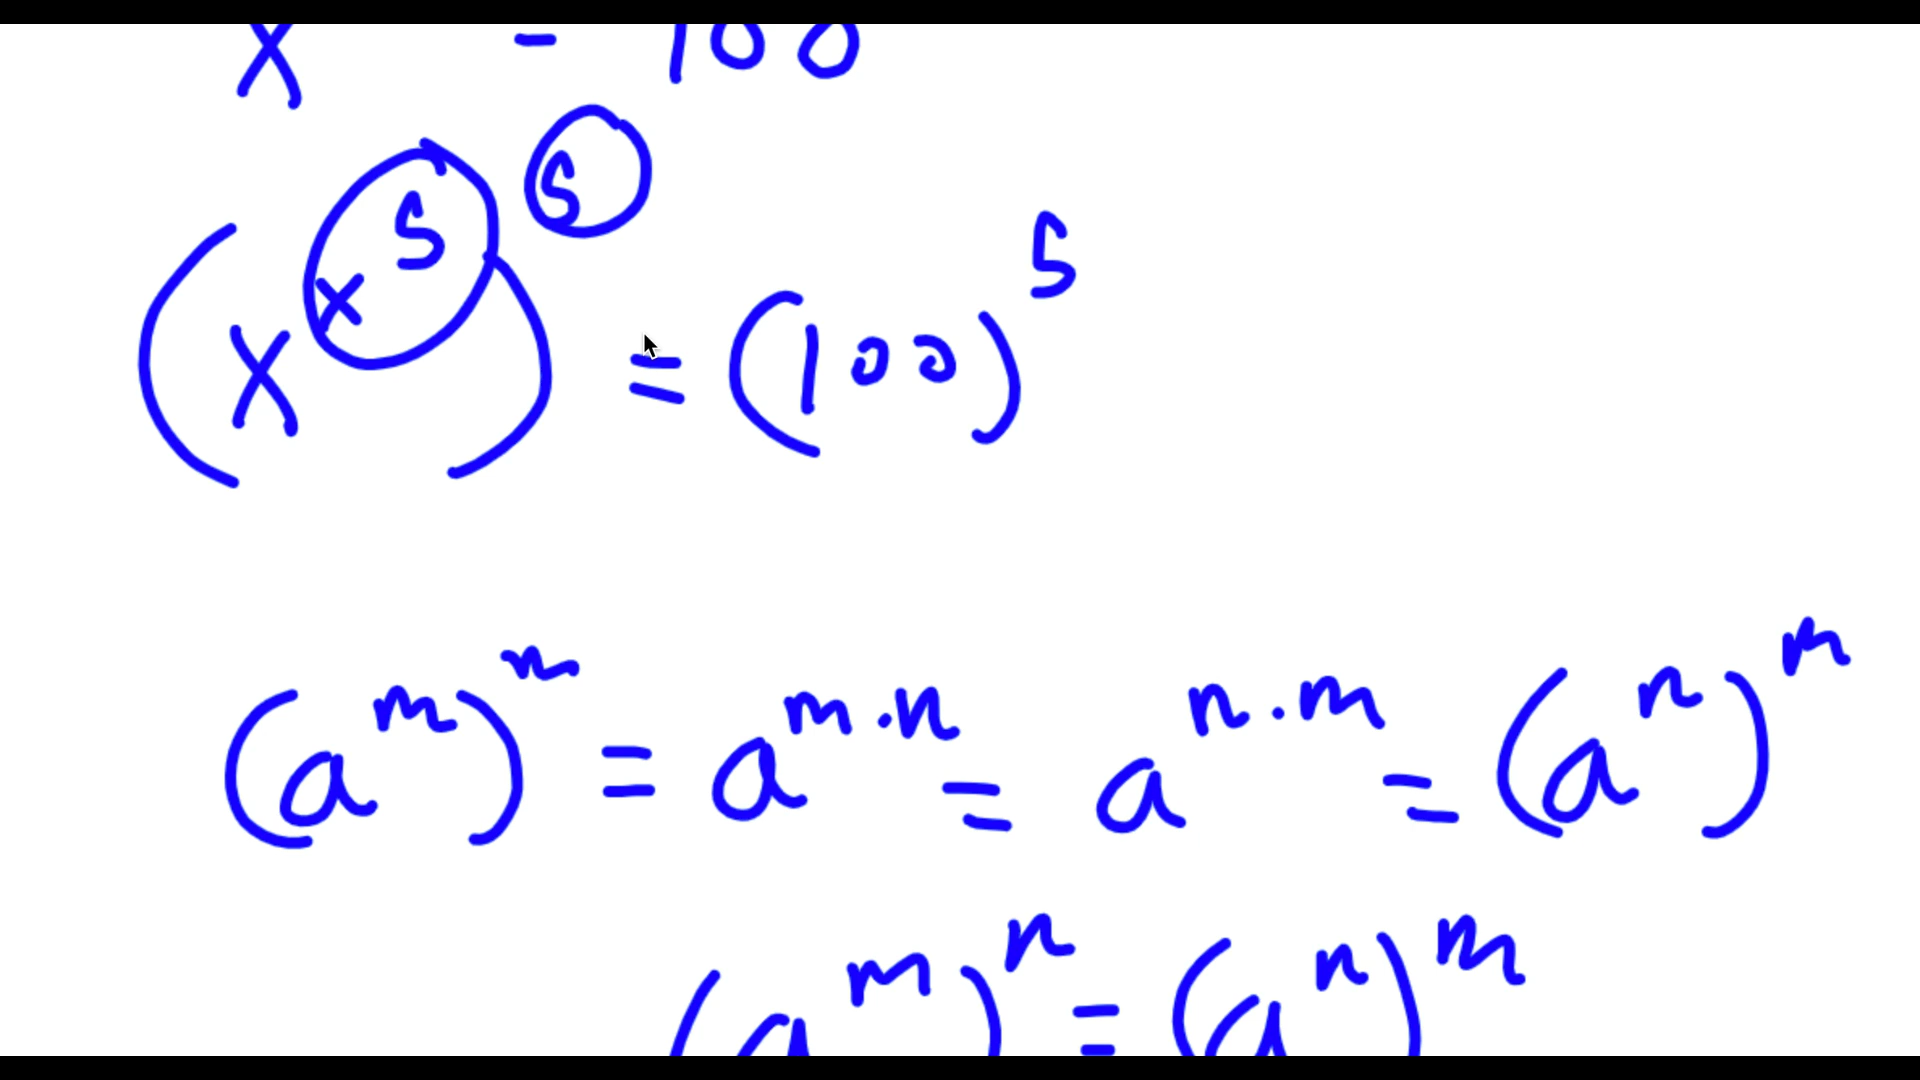 x = 100
(x^{x^5})^5 = (100)^5
(a^m)^n = a^{m·n} = a^{n·m} = (a^n)^m
(a^m)^n = (a^n)^m